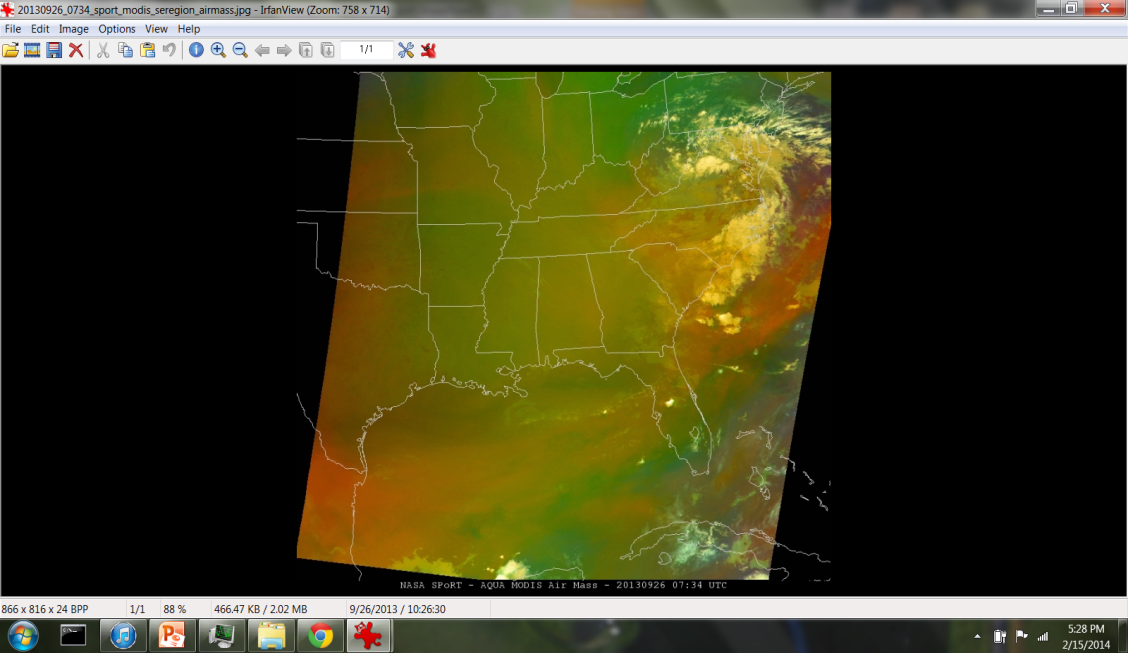 20130926_0734_sport_modis_seregion_airmass.jpg - IrfanView (Zoom: 758 x 714)
File Edit Image Options View Help
1/1
NASA SPoRT - AQUA MODIS Air Mass - 20130926 07:34 UTC
866 x 816 x 24 BPP 1/1 88 % 466.47 KB / 2.02 MB 9/26/2013 / 10:26:30
5:28 PM
2/15/2014